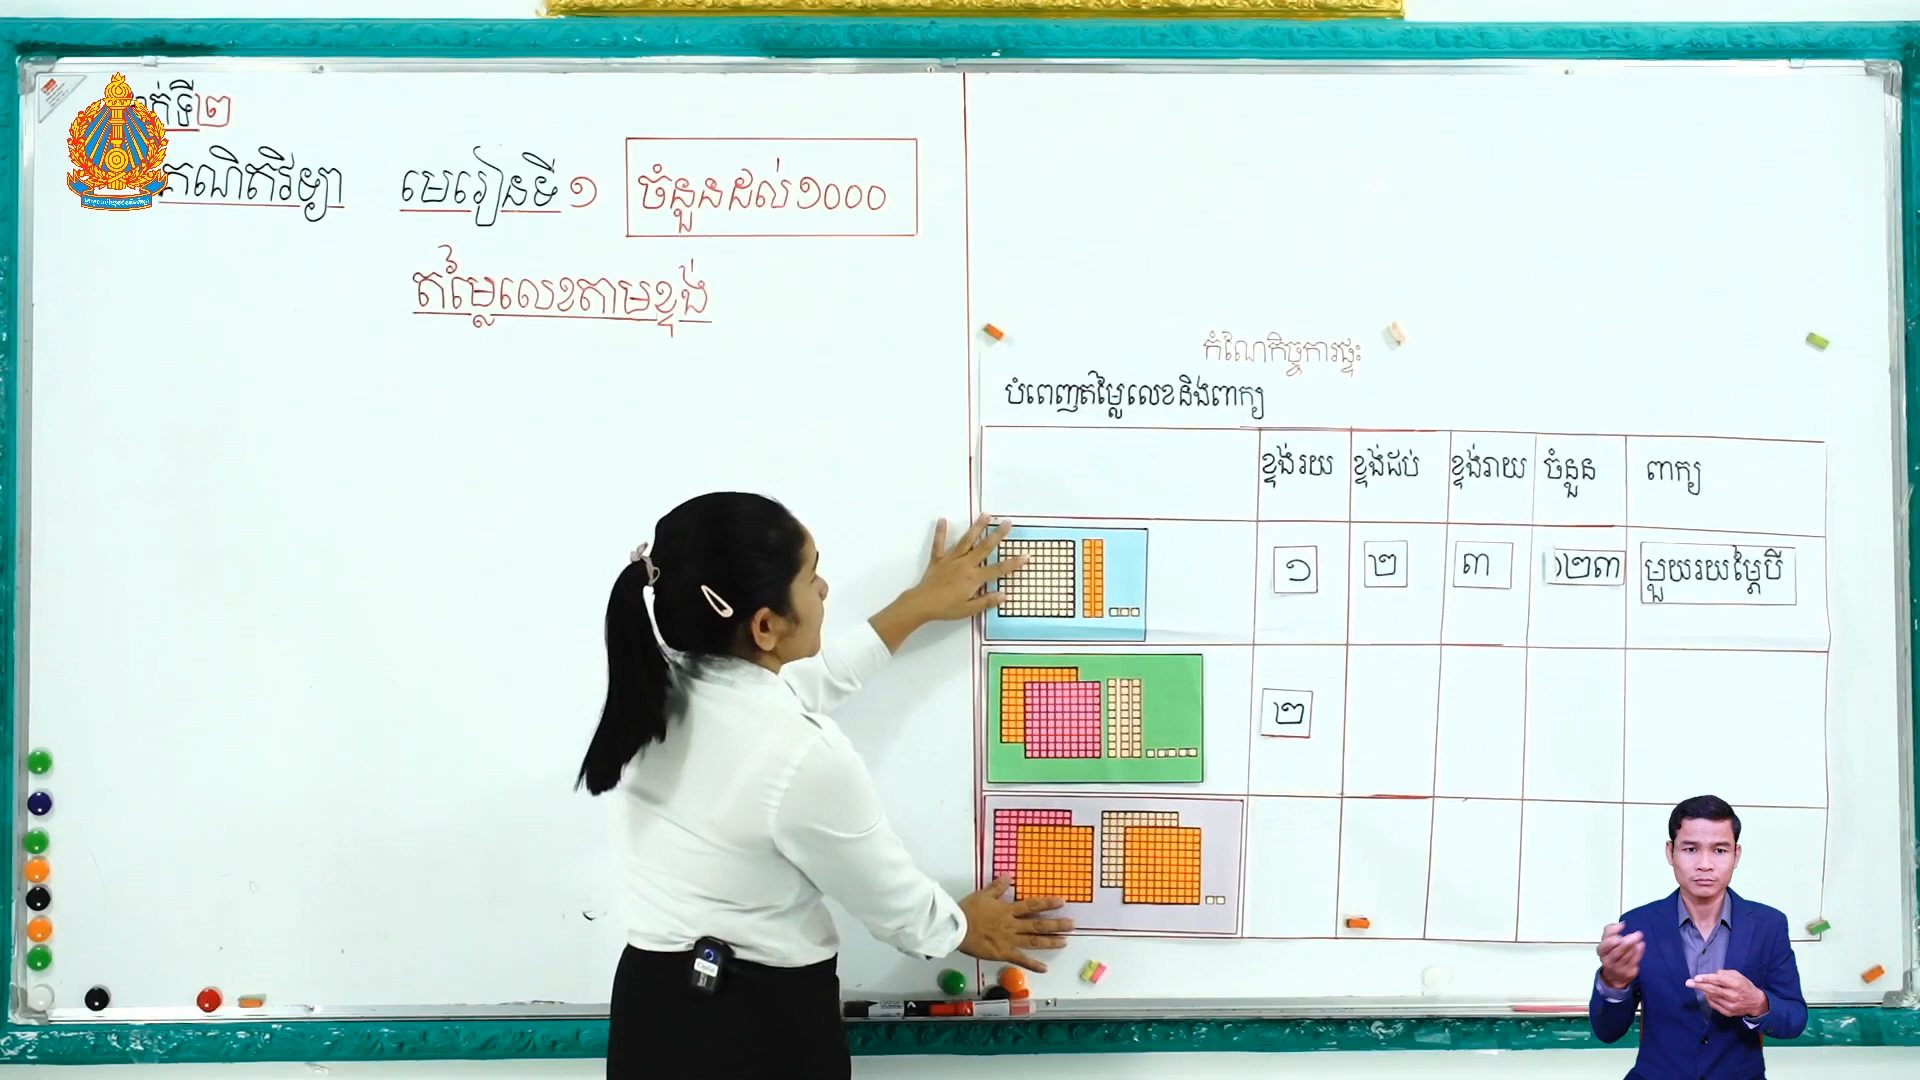 ទី២
គណិតវិទ្យា មេរៀនទី ១ ចំនួនដល់១០០០
តម្លៃលេខតាមខ្ទង់
កំណែកិច្ចការផ្ទះ
បំពេញតម្លៃលេខនិងពាក្យ
ខ្ទង់រយ ខ្ទង់ដប់ ខ្ទង់រាយ ចំនួន ពាក្យ
១ ២ ៣ ១២៣ មួយរយម្ភៃបី
២